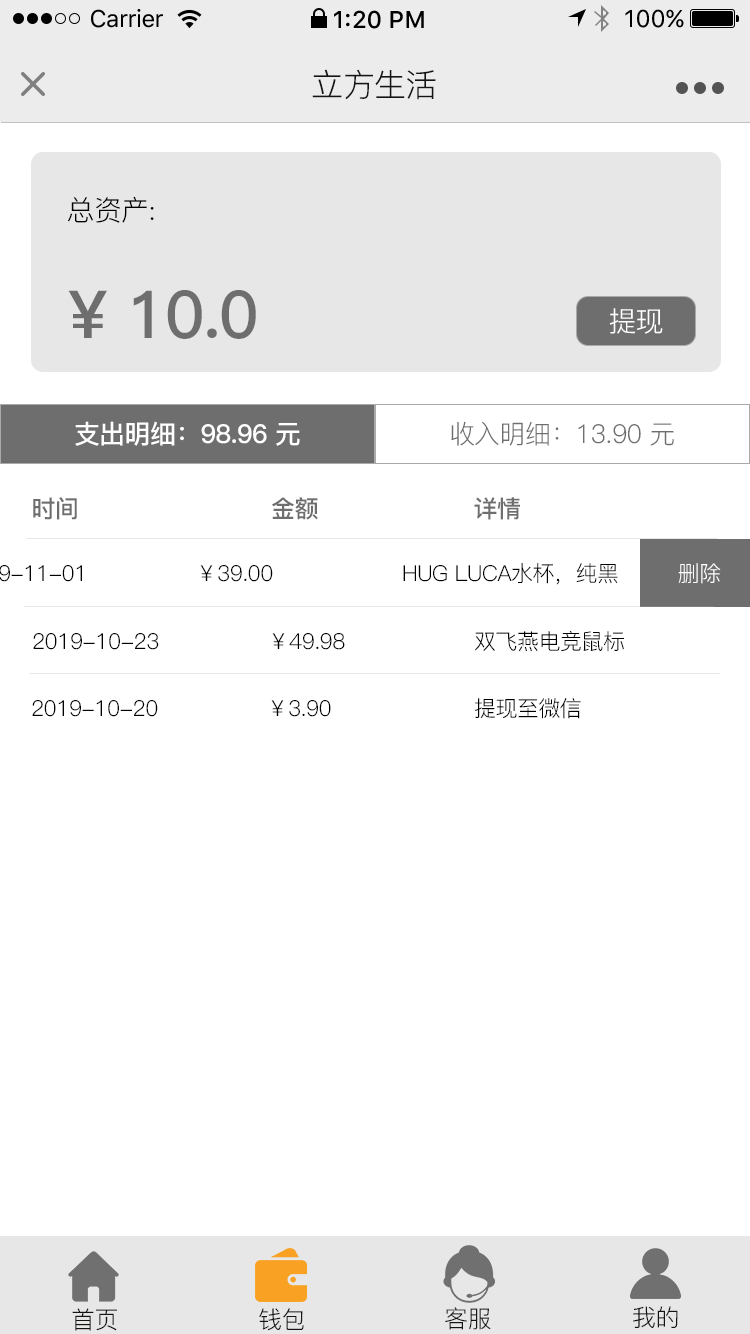 Carrier 1:20 PM 100%
立方生活
总资产:
¥ 10.0
提现
支出明细：98.96 元 收入明细：13.90 元
时间 金额 详情
9-11-01 ¥39.00 HUG LUCA水杯，纯黑 删除
2019-10-23 ¥49.98 双飞燕电竞鼠标
2019-10-20 ¥3.90 提现至微信
首页 钱包 客服 我的